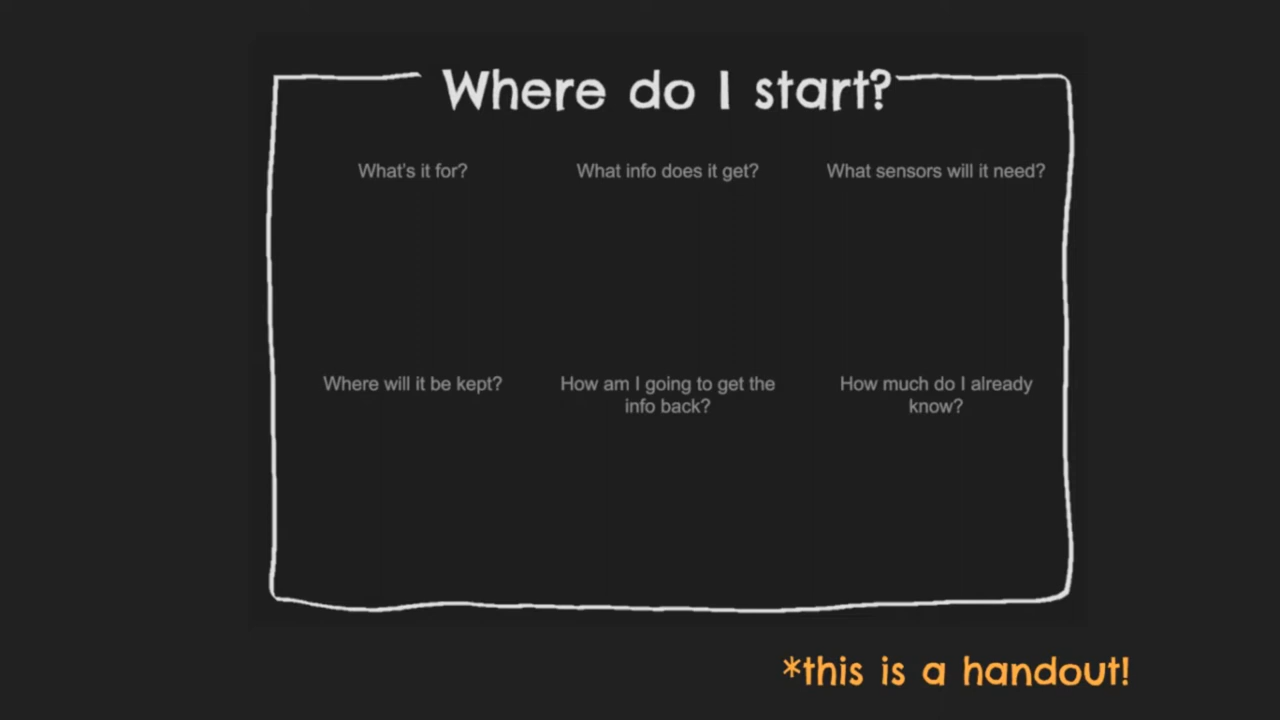 Where do I start?
What's it for?
What info does it get?
What sensors will it need?
Where will it be kept?
How am I going to get the
info back?
How much do I already
know?
*this is a handout!